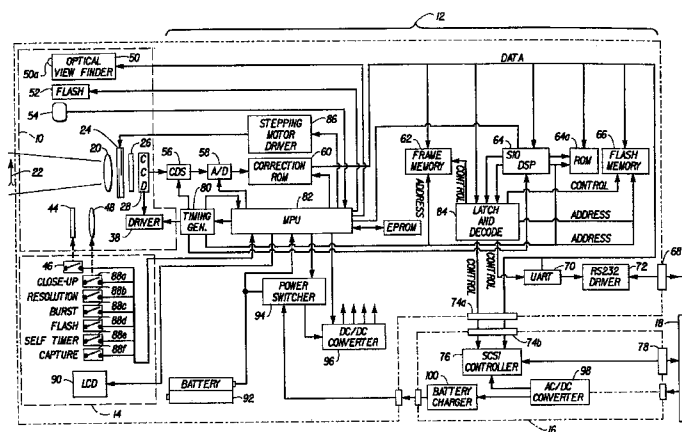 12
50a
OPTICAL VIEW FINDER
50
52
FLASH
54
10
24
20
26
22
28
CCD
56
CDS
58
A/D
STEPPING MOTOR DRIVER
86
60
CORRECTION ROM
80
TIMING GEN.
82
MPU
EPROM
38
DRIVER
44
48
46
DATA
62
FRAME MEMORY
64
SIO DSP
64a
ROM
66
FLASH MEMORY
CONTROL
CONTROL
ADDRESS
84
LATCH AND DECODE
ADDRESS
ADDRESS
CONTROL
CONTROL
UART
70
RS232 DRIVER
72
68
74a
74b
18
CLOSE-UP
88a
RESOLUTION
88b
BURST
88c
FLASH
88d
SELF TIMER
88e
CAPTURE
88f
90
LCD
14
94
POWER SWITCHER
DC/DC CONVERTER
96
BATTERY
92
76
SCSI CONTROLLER
78
100
BATTERY CHARGER
98
AC/DC CONVERTER
16